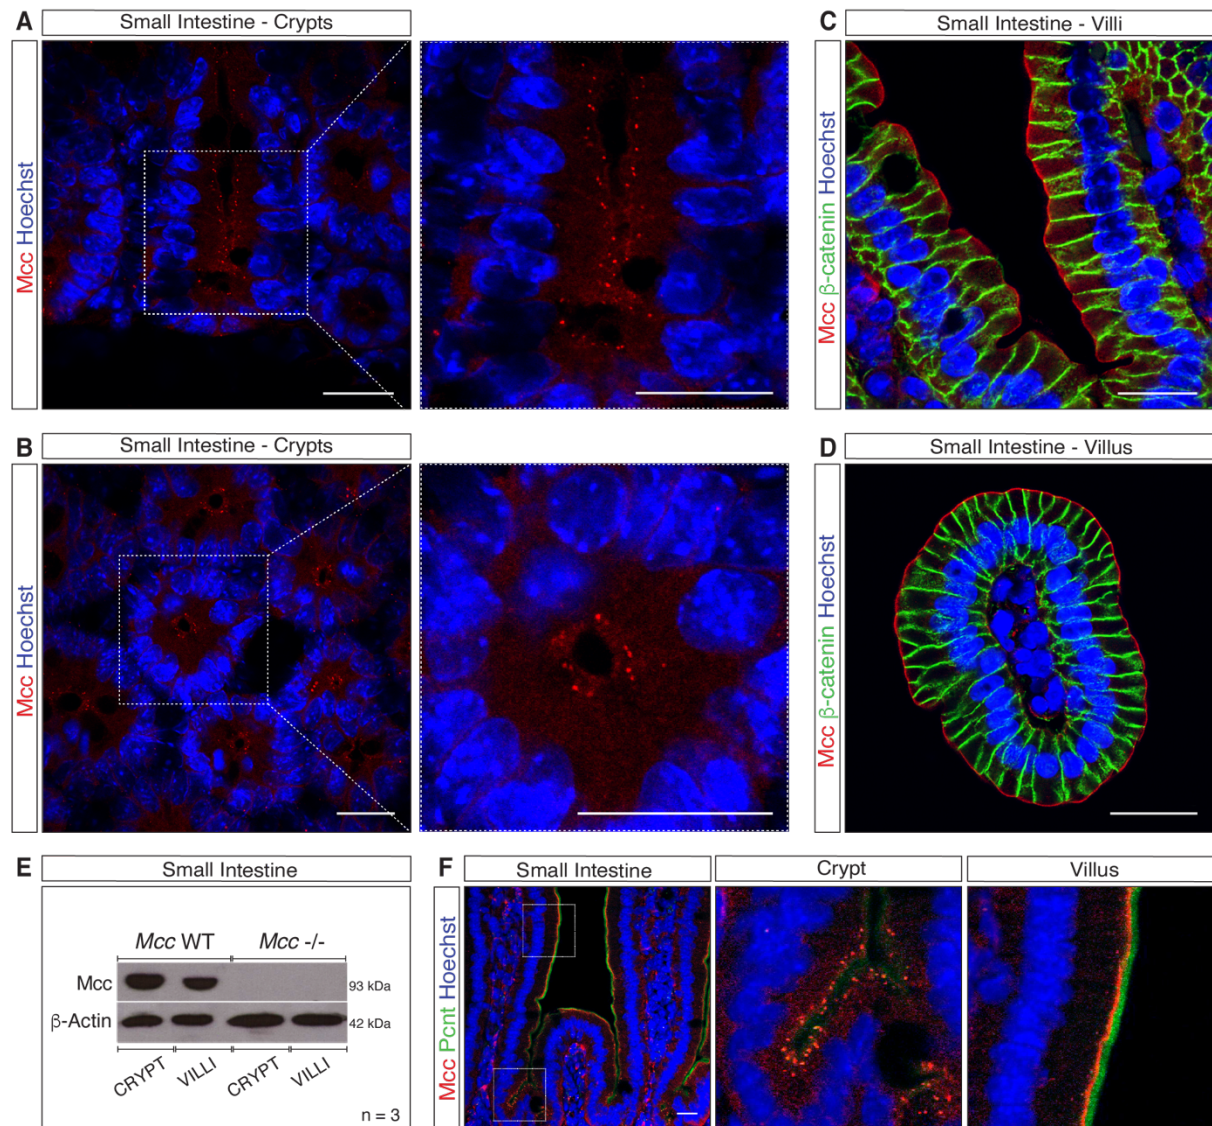 A
Small Intestine - Crypts
Mcc Hoechst
C
Small Intestine - Villi
Mcc β-catenin Hoechst
B
Small Intestine - Crypts
Mcc Hoechst
D
Small Intestine - Villus
Mcc β-catenin Hoechst
E
Small Intestine
Mcc WT Mcc -/-
Mcc 93 kDa
β-Actin 42 kDa
CRYPT VILLI CRYPT VILLI
n = 3
F
Small Intestine Crypt Villus
Mcc Pcnt Hoechst